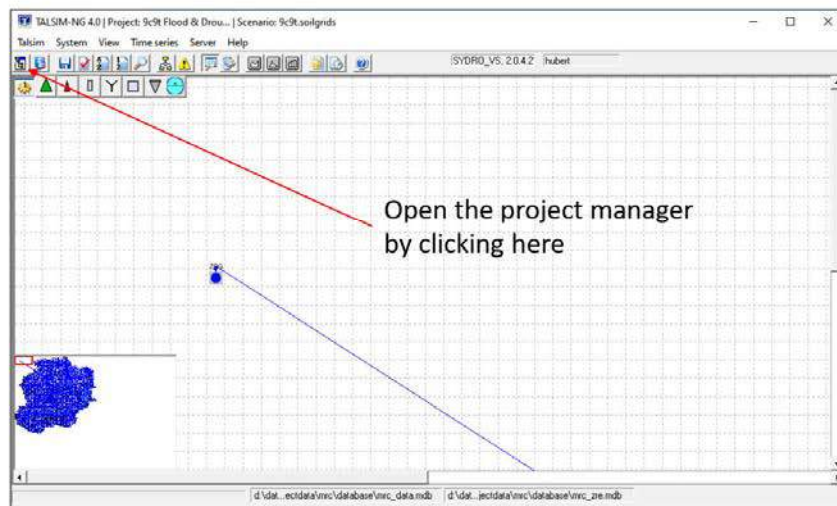 TALSIM-NG 4.0 | Project: 9c9t Flood & Drou... | Scenario: 9c9t.soilgrids
Talsim System View Time series Server Help
SYDRO_VS. 2.0.4.2 hubert
Open the project manager
by clicking here
d:\dat...ectdata\mrc\database\mrc_data.mdb d:\dat...jectdata\mrc\database\mrc_zre.mdb